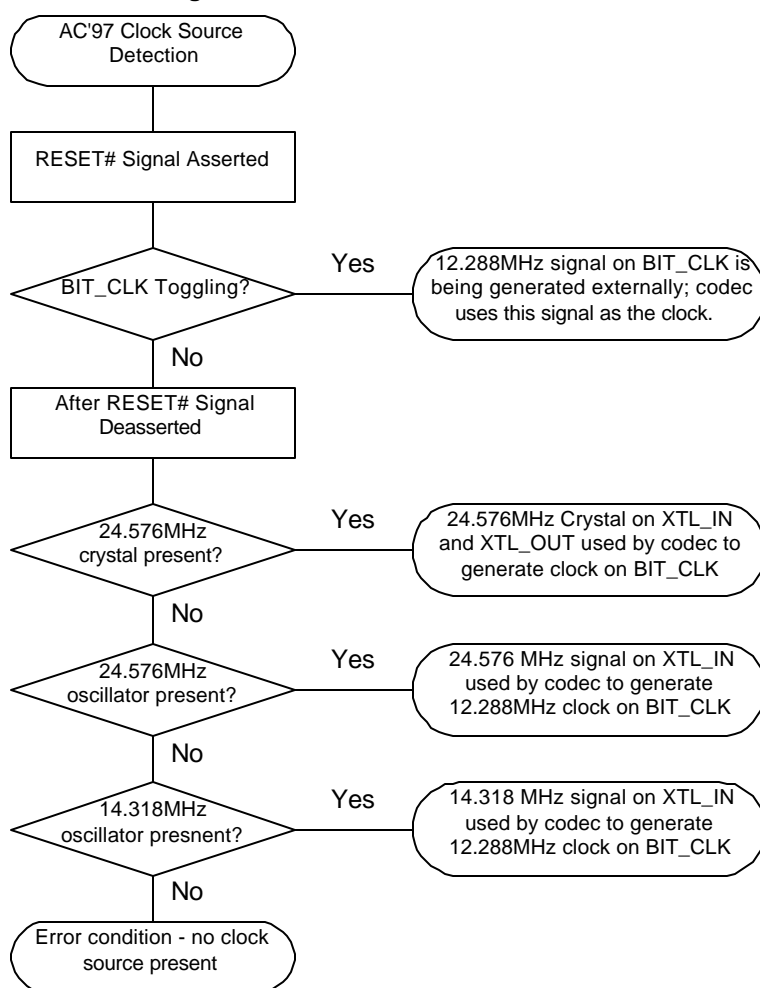 AC'97 Clock Source
Detection
RESET# Signal Asserted
BIT_CLK Toggling?
Yes
12.288MHz signal on BIT_CLK is
being generated externally; codec
uses this signal as the clock.
No
After RESET# Signal
Deasserted
24.576MHz
crystal present?
Yes
24.576MHz Crystal on XTL_IN
and XTL_OUT used by codec to
generate clock on BIT_CLK
No
24.576MHz
oscillator present?
Yes
24.576 MHz signal on XTL_IN
used by codec to generate
12.288MHz clock on BIT_CLK
No
14.318MHz
oscillator presnent?
Yes
14.318 MHz signal on XTL_IN
used by codec to generate
12.288MHz clock on BIT_CLK
No
Error condition - no clock
source present